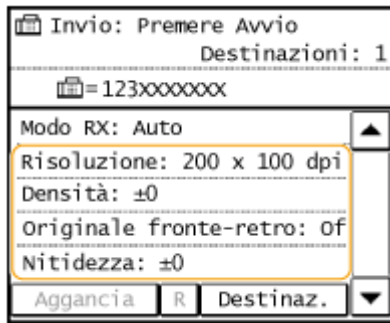 Invio: Premere Avvio
Destinazioni: 1
=123xxxxxxx
Modo RX: Auto
Risoluzione: 200 x 100 dpi
Densità: ±0
Originale fronte-retro: Of
Nitidezza: ±0
Aggancia R Destinaz.